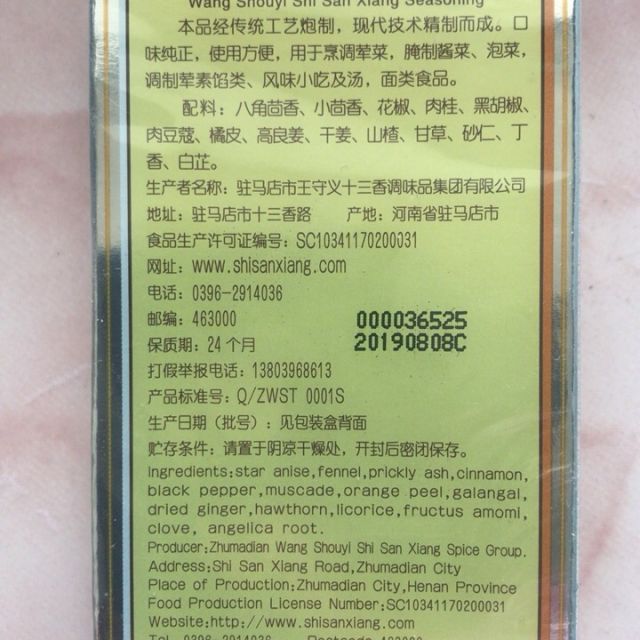 Wang Shouyi Shi San Xiang Seasoning
本品经传统工艺炮制，现代技术精制而成。口
味纯正，使用方便，用于烹调荤菜，腌制酱菜、泡菜，
调制荤素馅类、风味小吃及汤，面类食品。
配料：八角茴香、小茴香、花椒、肉桂、黑胡椒、
肉豆蔻、橘皮、高良姜、干姜、山楂、甘草、砂仁、丁
香、白芷。
生产者名称：驻马店市王守义十三香调味品集团有限公司
地址：驻马店市十三香路 产地：河南省驻马店市
食品生产许可证编号：SC10341170200031
网址：www.shisanxiang.com
电话：0396-2914036
邮编：463000
000036525
保质期：24个月
20190808C
打假举报电话：13803968613
产品标准号：Q/ZWST 0001S
生产日期（批号）：见包装盒背面
贮存条件：请置于阴凉干燥处，开封后密闭保存。
Ingredients:star anise,fennel,prickly ash,cinnamon,
black pepper,muscade,orange peel,galangal,
dried ginger,hawthorn,licorice,fructus amomi,
clove, angelica root.
Producer:Zhumadian Wang Shouyi Shi San Xiang Spice Group.
Address:Shi San Xiang Road,Zhumadian City
Place of Production:Zhumadian City,Henan Province
Food Production License Number:SC10341170200031
Website:http://www.shisanxiang.com
Tel 0396-2914036 Postcode 463000